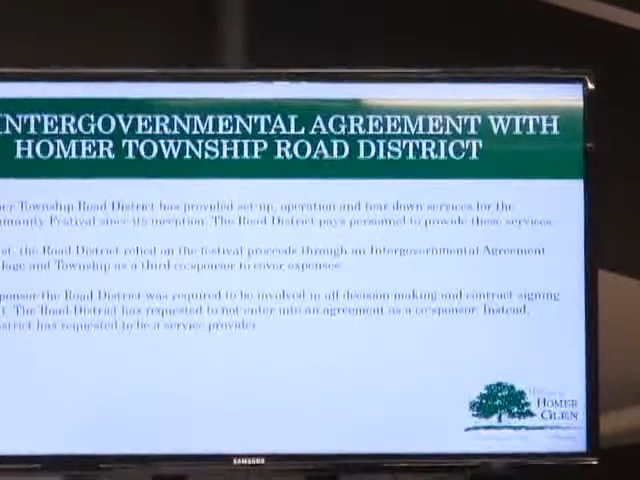 INTERGOVERNMENTAL AGREEMENT WITH
HOMER TOWNSHIP ROAD DISTRICT
Township Road District has provided set-up, operation and tear down services for the
Festival since its inception. The Road District pays personnel to provide these services.
the Road District relied on the festival proceeds through an Intergovernmental Agreement
and Township as a third co-sponsor to cover expenses.
the Road District was required to be involved in all decision making and contract signing
The Road District has requested to not enter into an agreement as a co-sponsor. Instead,
has requested to be a service provider
HOMER
GLEN
SAMSUNG